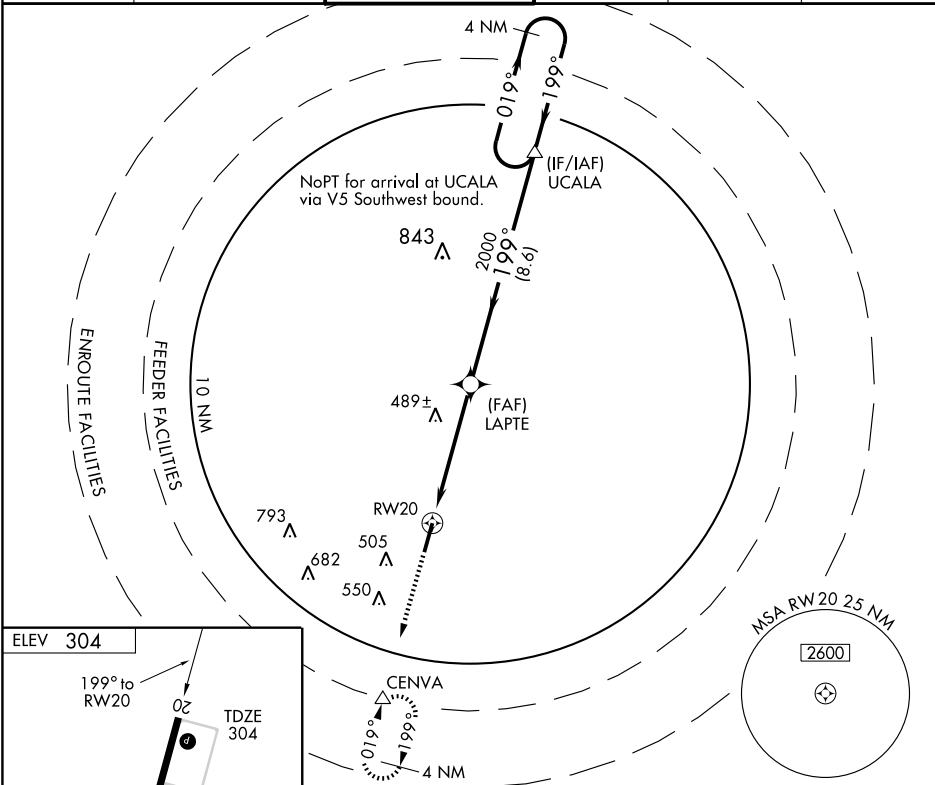 4 NM
019°
199°
(IF/IAF)
UCALA
NoPT for arrival at UCALA
via V5 Southwest bound.
843
2000
199°
(8.6)
ENROUTE FACILITIES
FEEDER FACILITIES
10 NM
489±
(FAF)
LAPTE
RW20
793
682
505
550
MSA RW20 25 NM
2600
ELEV 304
199° to
RW20
20
TDZE
304
P
CENVA
019°
199°
4 NM